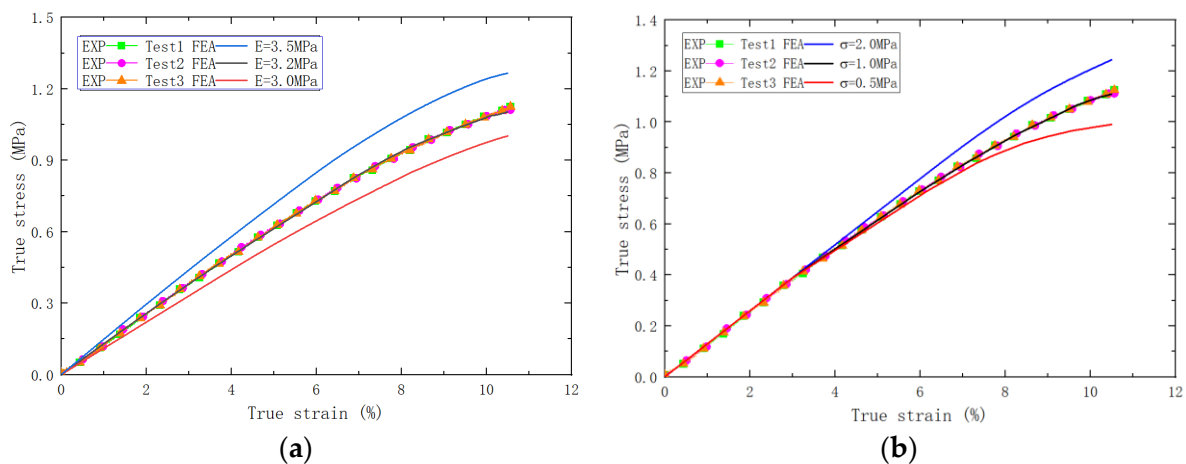 1.5
1.2
0.9
0.6
0.3
0.0
True stress (MPa)
EXP Test1 FEA E=3.5MPa
EXP Test2 FEA E=3.2MPa
EXP Test3 FEA E=3.0MPa
0 2 4 6 8 10 12
True strain (%)
(a)
1.4
1.2
1.0
0.8
0.6
0.4
0.2
0.0
True stress (MPa)
EXP Test1 FEA σ=2.0MPa
EXP Test2 FEA σ=1.0MPa
EXP Test3 FEA σ=0.5MPa
0 2 4 6 8 10 12
True strain (%)
(b)